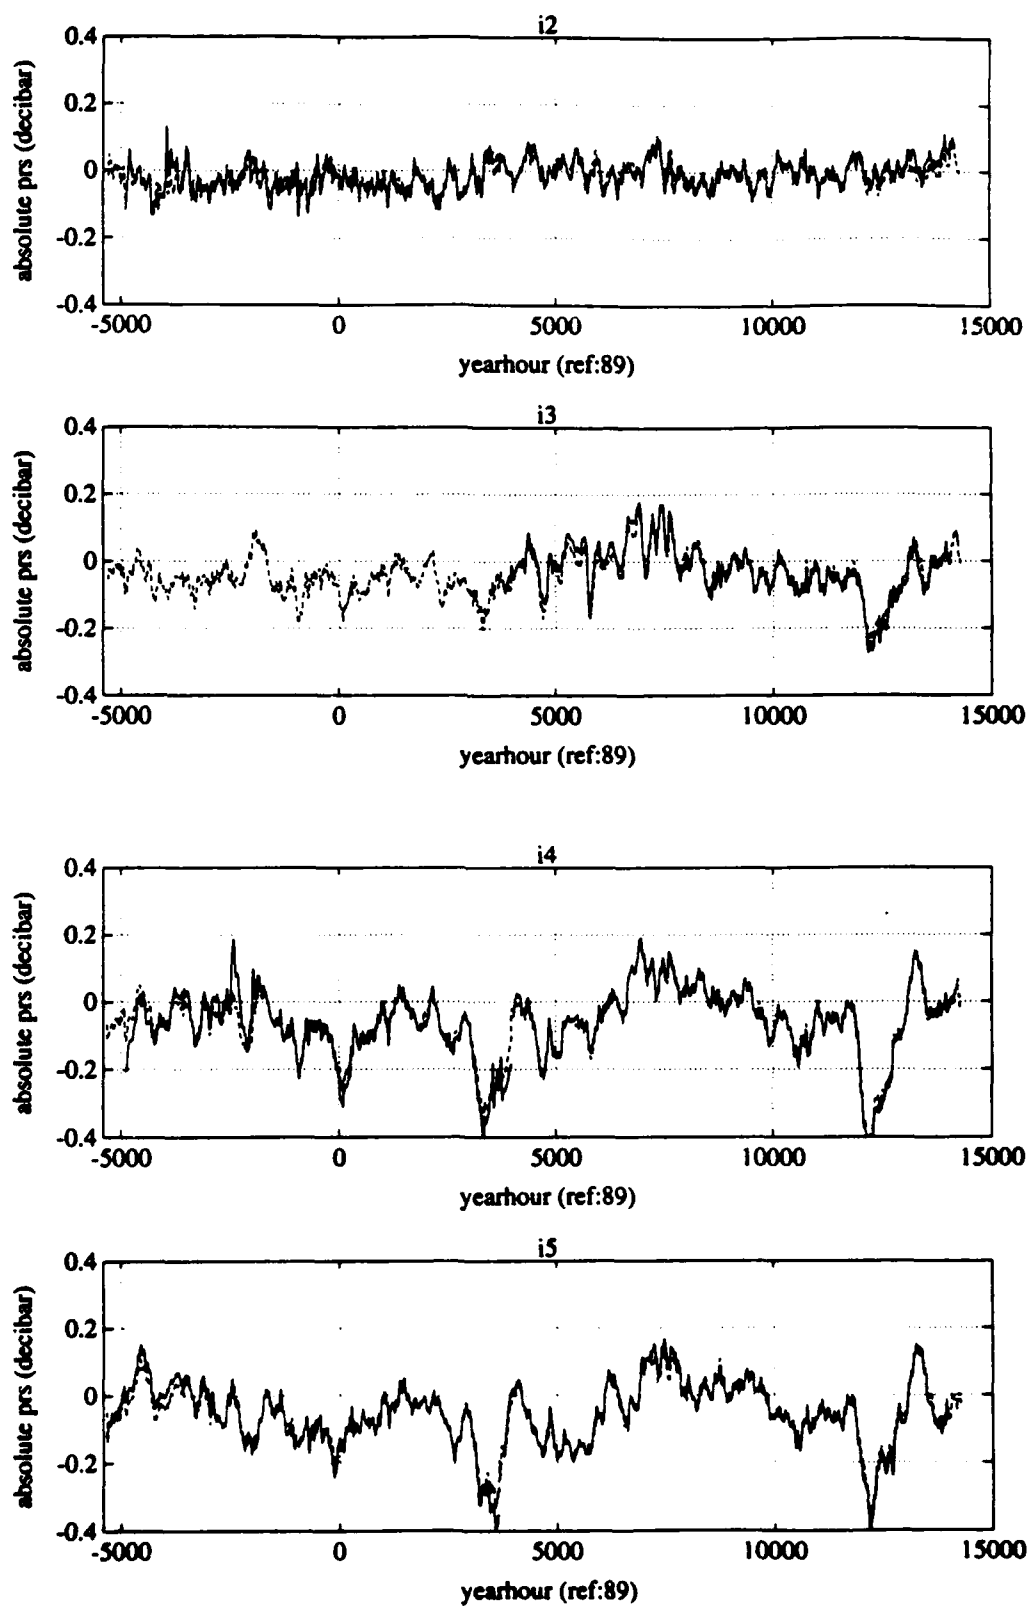 i2
0.4
0.2
0
-0.2
-0.4
absolute prs (decibar)
-5000 0 5000 10000 15000
yearhour (ref:89)
i3
0.4
0.2
0
-0.2
-0.4
absolute prs (decibar)
-5000 0 5000 10000 15000
yearhour (ref:89)
i4
0.4
0.2
0
-0.2
-0.4
absolute prs (decibar)
-5000 0 5000 10000 15000
yearhour (ref:89)
i5
0.4
0.2
0
-0.2
-0.4
absolute prs (decibar)
-5000 0 5000 10000 15000
yearhour (ref:89)